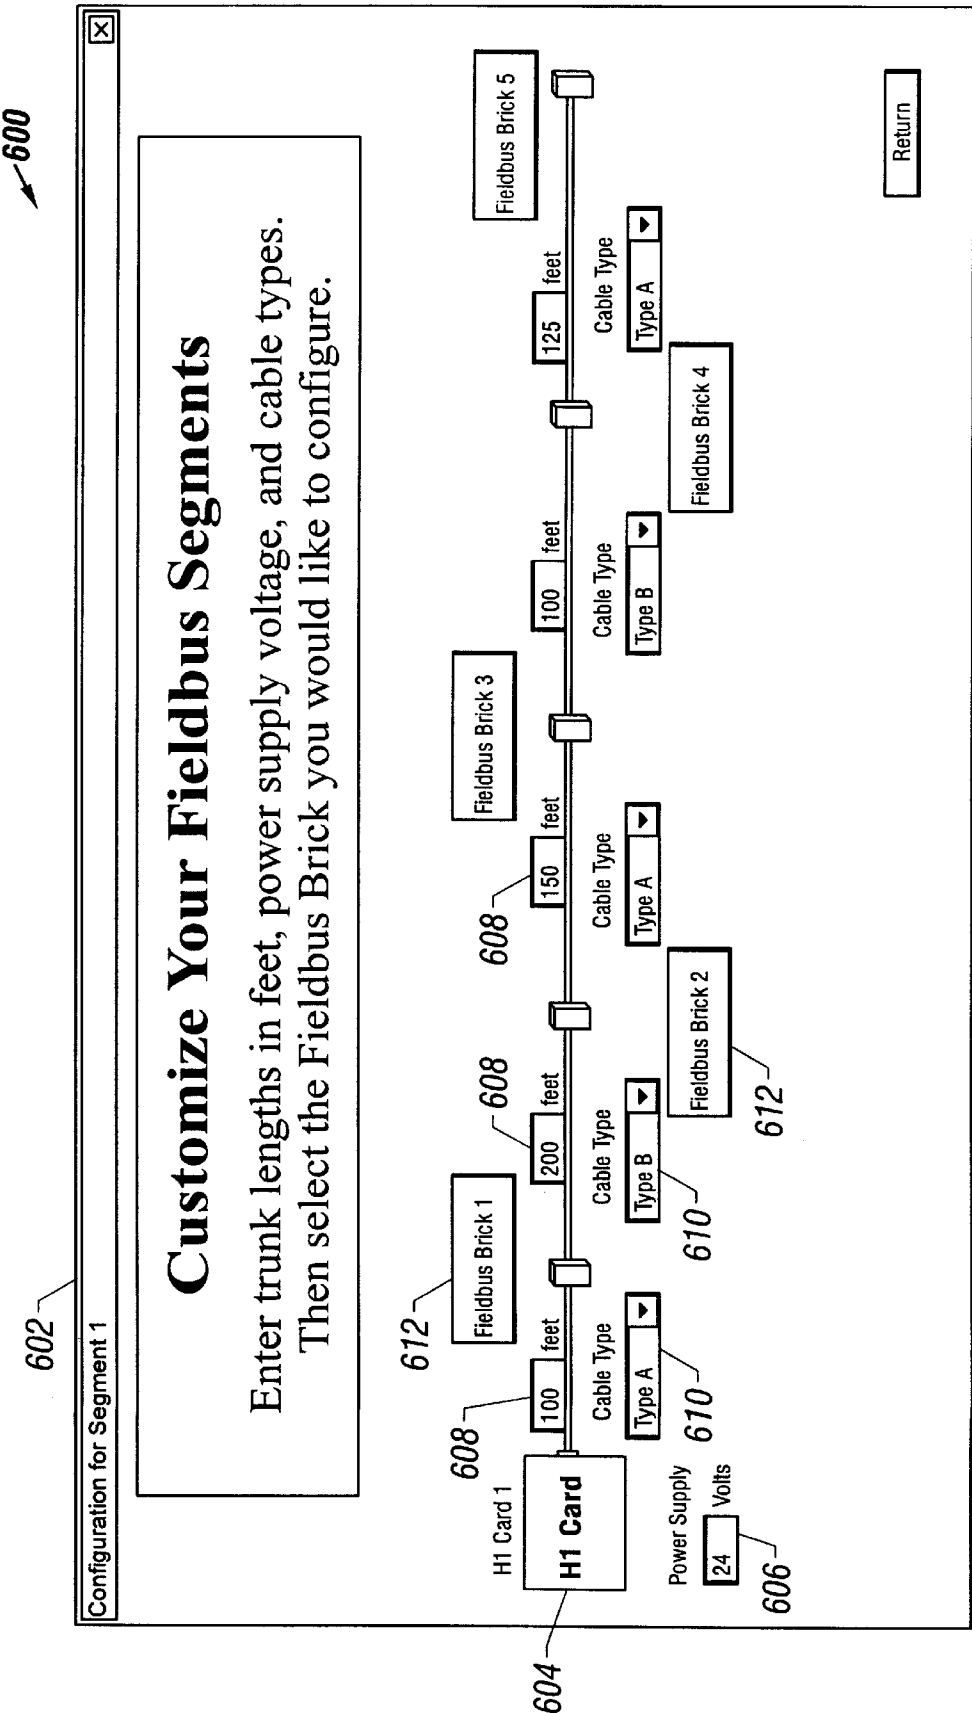 600
602
Configuration for Segment 1
Customize Your Fieldbus Segments
Enter trunk lengths in feet, power supply voltage, and cable types.
Then select the Fieldbus Brick you would like to configure.
612
Fieldbus Brick 1
Fieldbus Brick 3
Fieldbus Brick 5
608
608
608
H1 Card 1
100 feet
200 feet
150 feet
100 feet
125 feet
H1 Card
604
Cable Type
Cable Type
Cable Type
Cable Type
Cable Type
Type A
Type B
Type A
Type B
Type A
610
610
Power Supply
24 Volts
606
Fieldbus Brick 2
Fieldbus Brick 4
612
Return